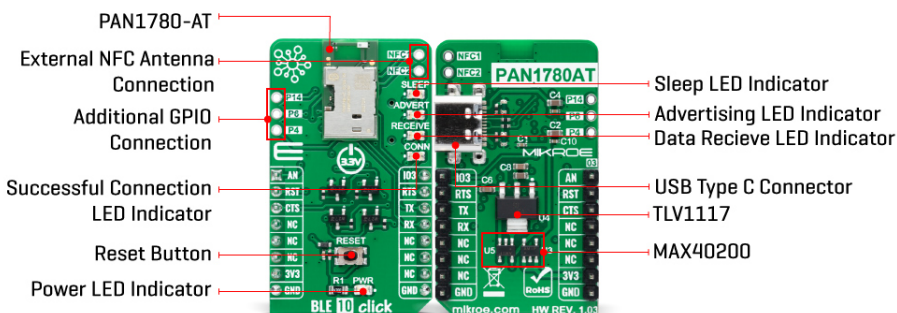 PAN1780-AT
External NFC Antenna
Connection
Additional GPIO
Connection
Successful Connection
LED Indicator
Reset Button
Power LED Indicator
NFC1
NFC2
SLEEP
ADVERT
RECEIVE
CONN
P14
P6
P4
3.3V
AN
RST
CTS
NC
NC
NC
3V3
GND
IO3
RTS
TX
RX
NC
NC
NC
GND
RESET
R1 PWR
BLE 10 click
NFC1
NFC2
PAN1780AT
C4
C2
C1
C10
P14
P6
P4
MIKROE
03
C8
C6
U4
U5
U3
IO3
RTS
TX
RX
NC
NC
NC
GND
AN
RST
CTS
NC
NC
NC
3V3
GND
RoHS
mikroe.com HW REV. 1.03
Sleep LED Indicator
Advertising LED Indicator
Data Recieve LED Indicator
USB Type C Connector
TLV1117
MAX40200